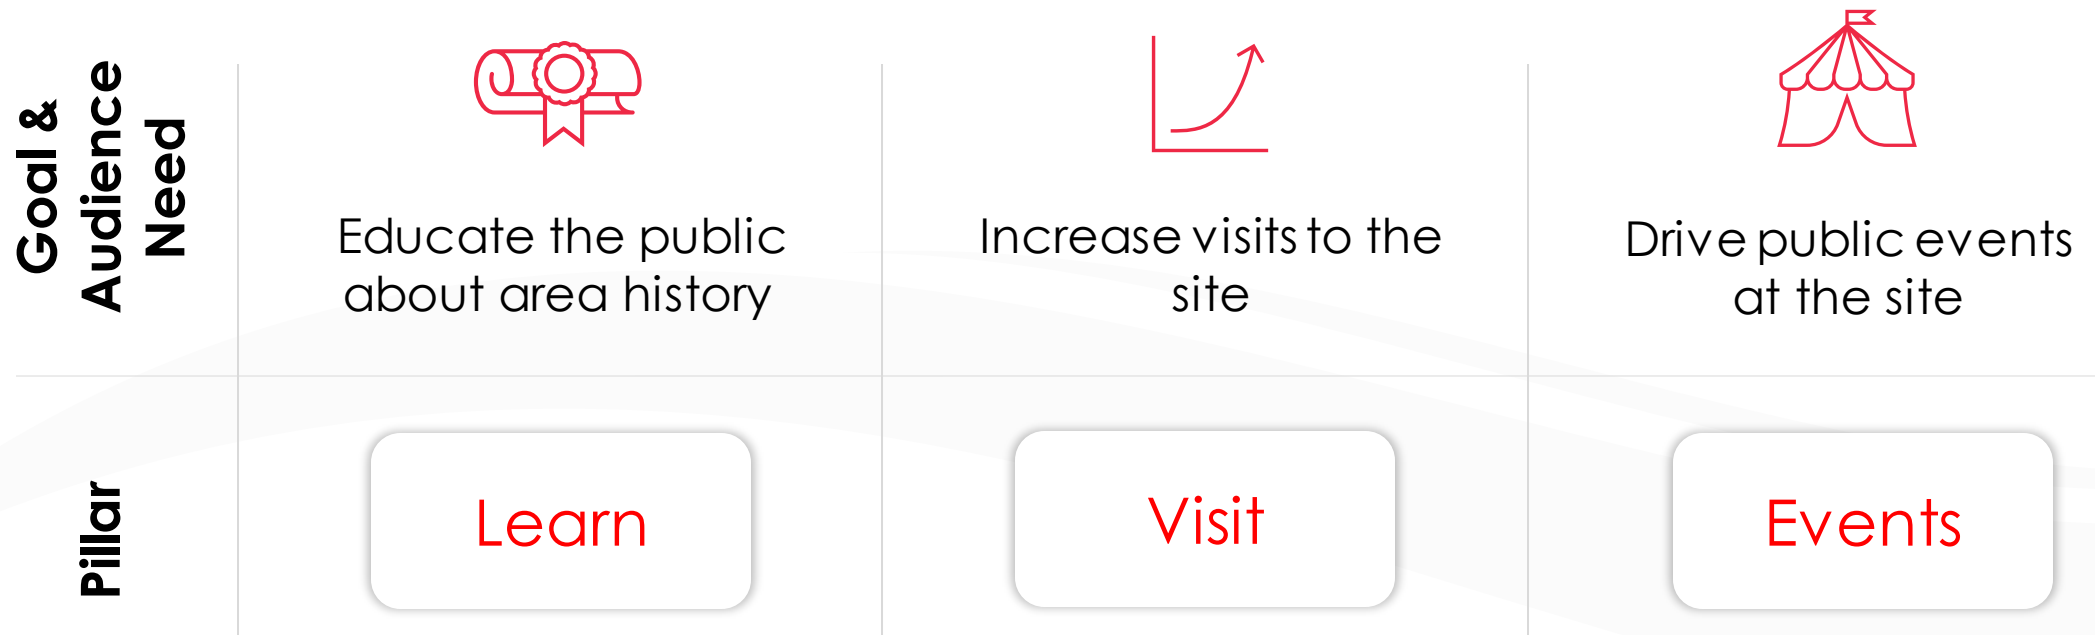 Goal &
Audience
Need
Educate the public
about area history
Increase visits to the
site
Drive public events
at the site
Pillar
Learn
Visit
Events